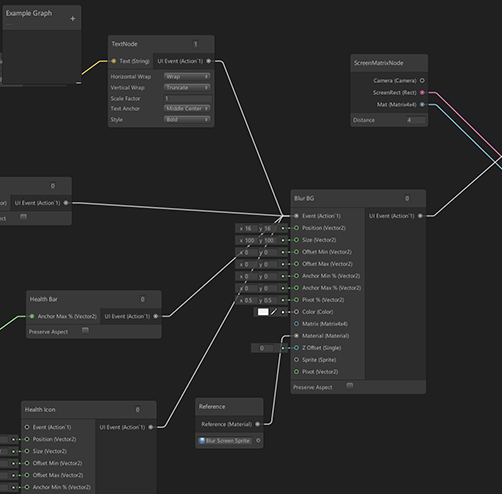 Example Graph
+
TextNode 1
Text (String) UI Event (Action`1)
Horizontal Wrap Wrap
Vertical Wrap Truncate
Scale Factor 1
Text Anchor Middle Center
Style Bold
ScreenMatrixNode
Camera (Camera)
ScreenRect (Rect)
Mat (Matrix4x4)
Distance 4
0
or) UI Event (Action`1)
pect
Blur BG 0
Event (Action`1) UI Event (Action`1)
x 16 y 16 Position (Vector2)
x 100 y 100 Size (Vector2)
x 0 y 0 Offset Min (Vector2)
x 0 y 0 Offset Max (Vector2)
x 0 y 0 Anchor Min % (Vector2)
x 0 y 0 Anchor Max % (Vector2)
x 0.5 y 0.5 Pivot % (Vector2)
Color (Color)
Matrix (Matrix4x4)
Material (Material)
0 Z Offset (Single)
Sprite (Sprite)
Pivot (Vector2)
Preserve Aspect
Health Bar 0
Anchor Max % (Vector2) UI Event (Action`1)
Preserve Aspect
Health Icon 0
Event (Action`1) UI Event (Action`1)
Position (Vector2)
Size (Vector2)
Offset Min (Vector2)
Offset Max (Vector2)
Anchor Min % (Vector2)
Reference
Reference (Material)
Blur Screen Sprite